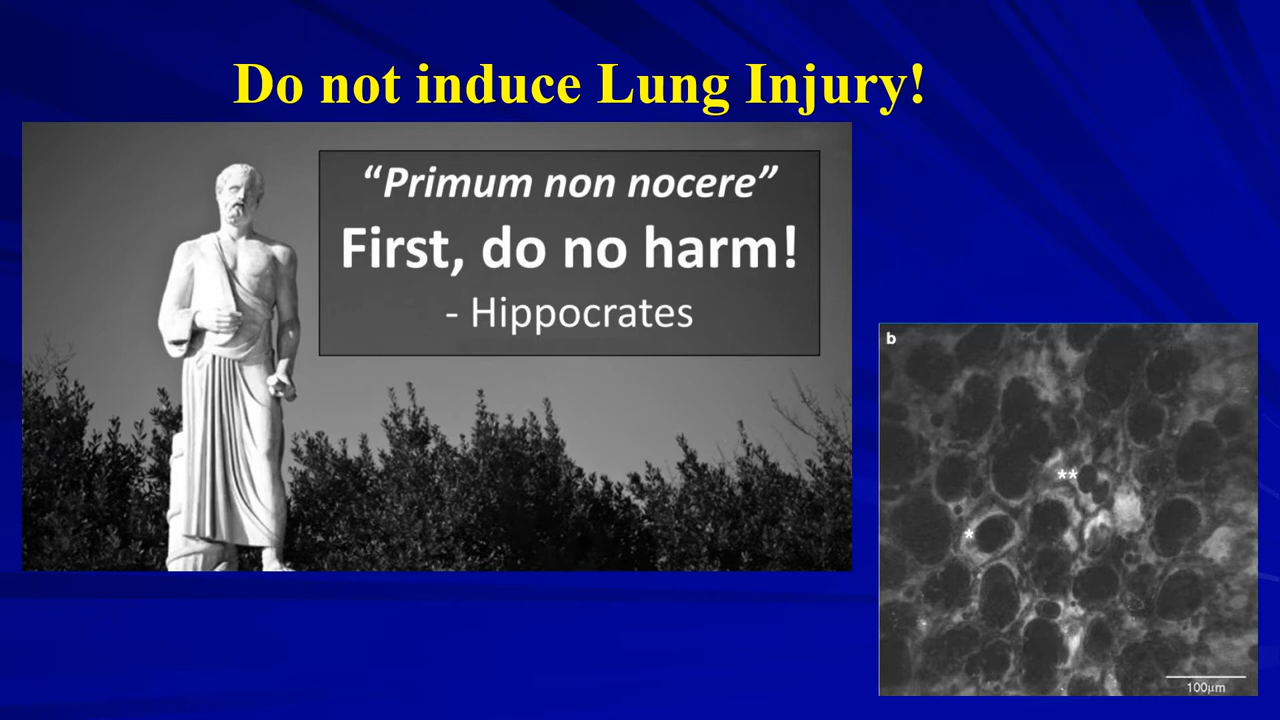 Do not induce Lung Injury!
“Primum non nocere”
First, do no harm!
- Hippocrates
b
**
*
100µm